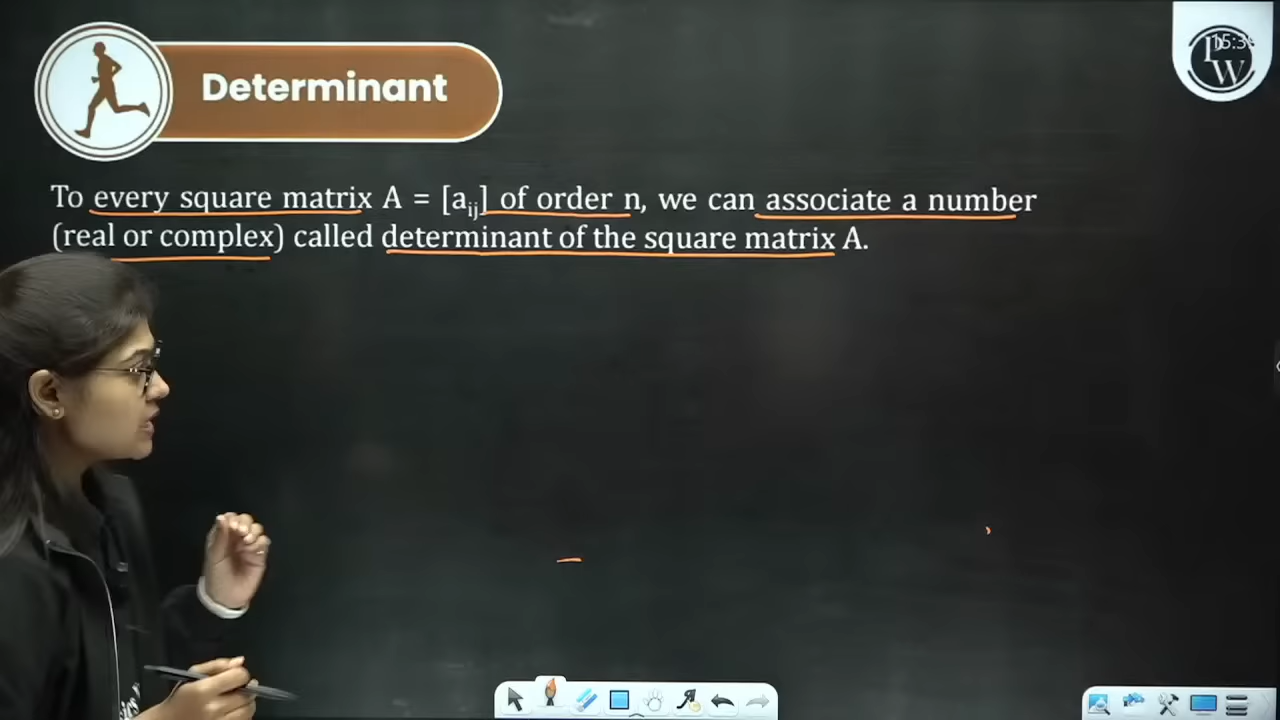 Determinant
To every square matrix A = [aij] of order n, we can associate a number
(real or complex) called determinant of the square matrix A.
PW